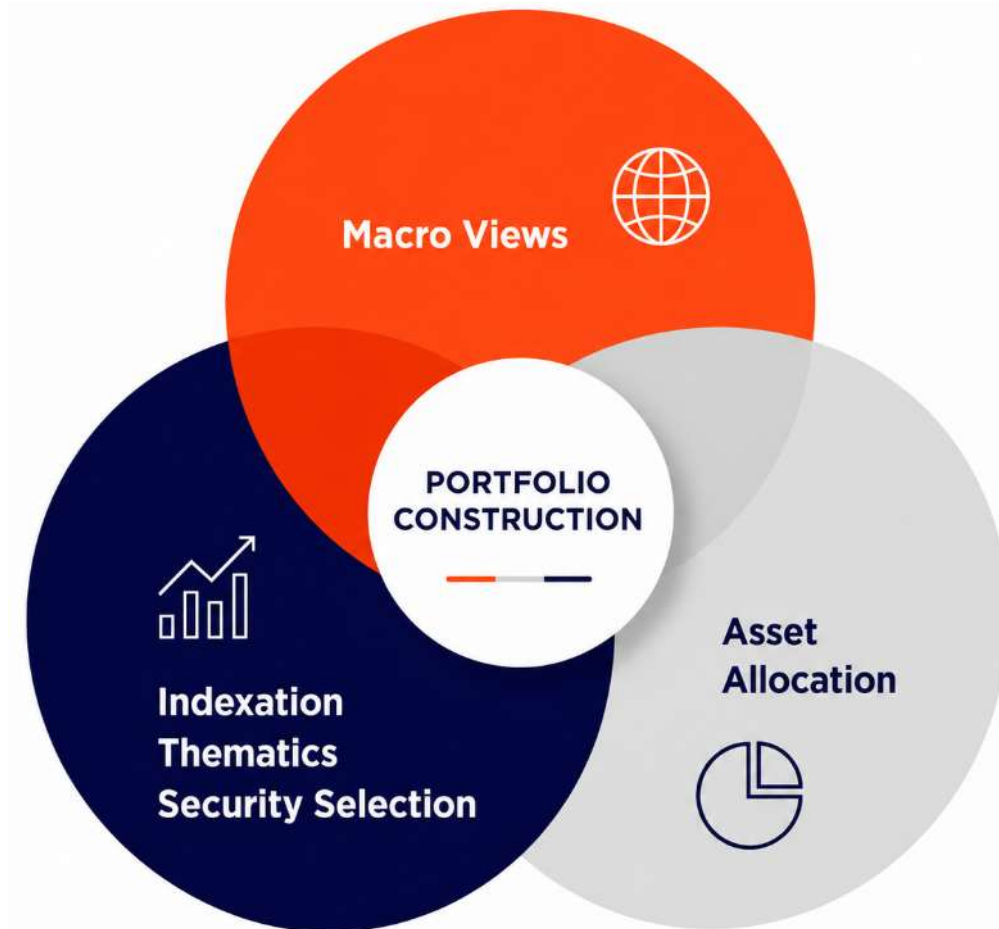 Macro Views
PORTFOLIO
CONSTRUCTION
Indexation
Thematics
Security Selection
Asset
Allocation